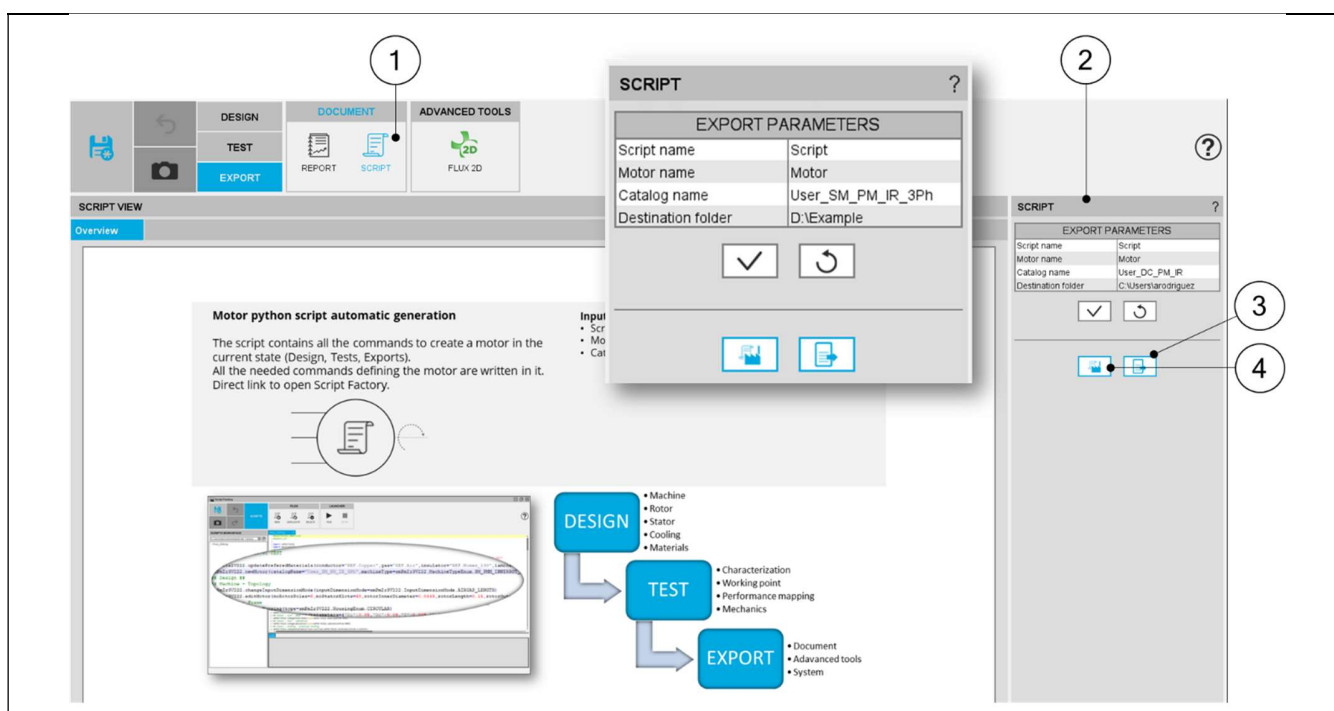 1
2
DESIGN
TEST
EXPORT
DOCUMENT
REPORT
SCRIPT
ADVANCED TOOLS
2D
FLUX 2D
?
SCRIPT VIEW
Overview
Motor python script automatic generation
The script contains all the commands to create a motor in the
current state (Design, Tests, Exports).
All the needed commands defining the motor are written in it.
Direct link to open Script Factory.
Input
• Scr
• Mo
• Cat
SCRIPT ?
EXPORT PARAMETERS
Script name Script
Motor name Motor
Catalog name User_SM_PM_IR_3Ph
Destination folder D:\Example
SCRIPT ?
EXPORT PARAMETERS
Script name Script
Motor name Motor
Catalog name User_DC_PM_IR
Destination folder C:\Users\arodriguez
3
4
DESIGN
• Machine
• Rotor
• Stator
• Cooling
• Materials
TEST
• Characterization
• Working point
• Performance mapping
• Mechanics
EXPORT
• Document
• Adavanced tools
• System